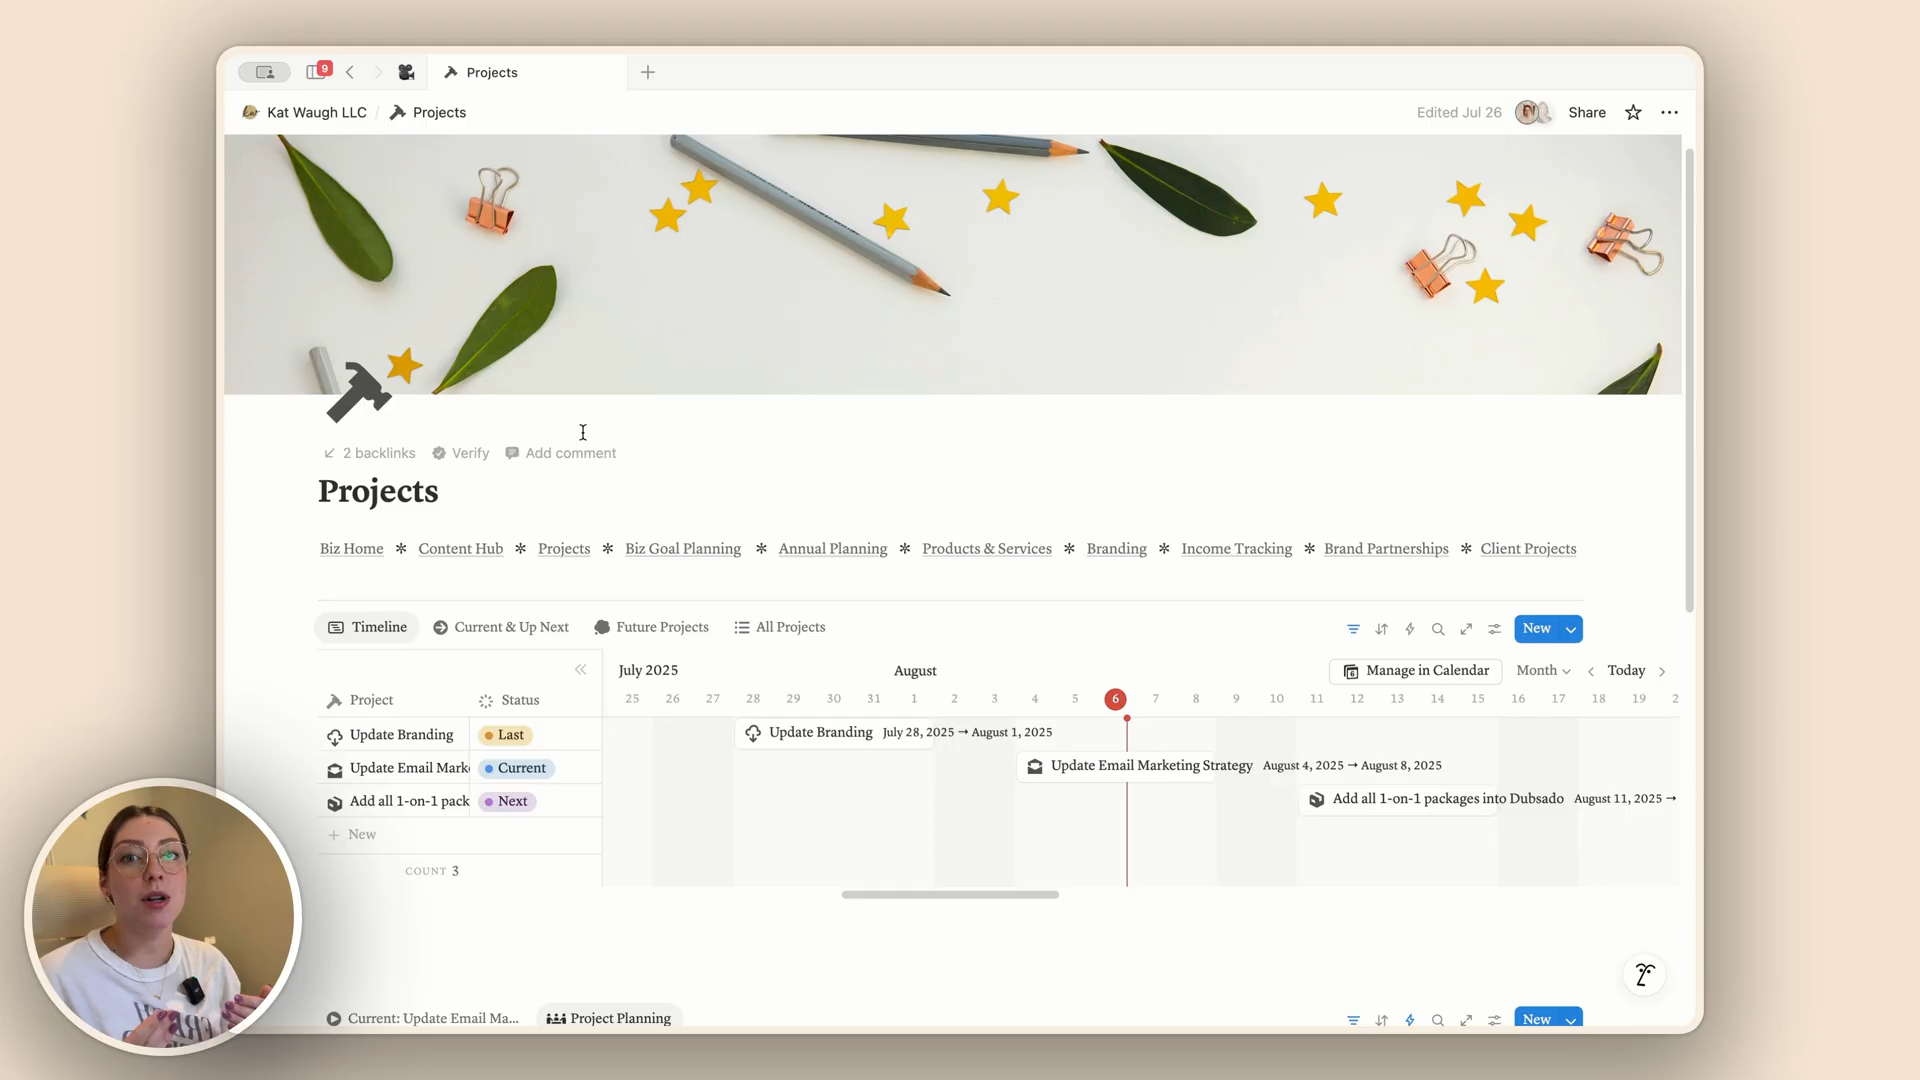 9
Projects
Kat Waugh LLC / Projects
Edited Jul 26
Share
2 backlinks
Verify
Add comment
Projects
Biz Home * Content Hub * Projects * Biz Goal Planning * Annual Planning * Products & Services * Branding * Income Tracking * Brand Partnerships * Client Projects
Timeline
Current & Up Next
Future Projects
All Projects
New
July 2025
August
Manage in Calendar
Month
Today
Project
Status
25 26 27 28 29 30 31 1 2 3 4 5 6 7 8 9 10 11 12 13 14 15 16 17 18 19 2
Update Branding
Last
Update Branding July 28, 2025 → August 1, 2025
Update Email Mark
Current
Update Email Marketing Strategy August 4, 2025 → August 8, 2025
Add all 1-on-1 pack
Next
Add all 1-on-1 packages into Dubsado August 11, 2025 →
+ New
COUNT 3
Current: Update Email Ma...
Project Planning
New